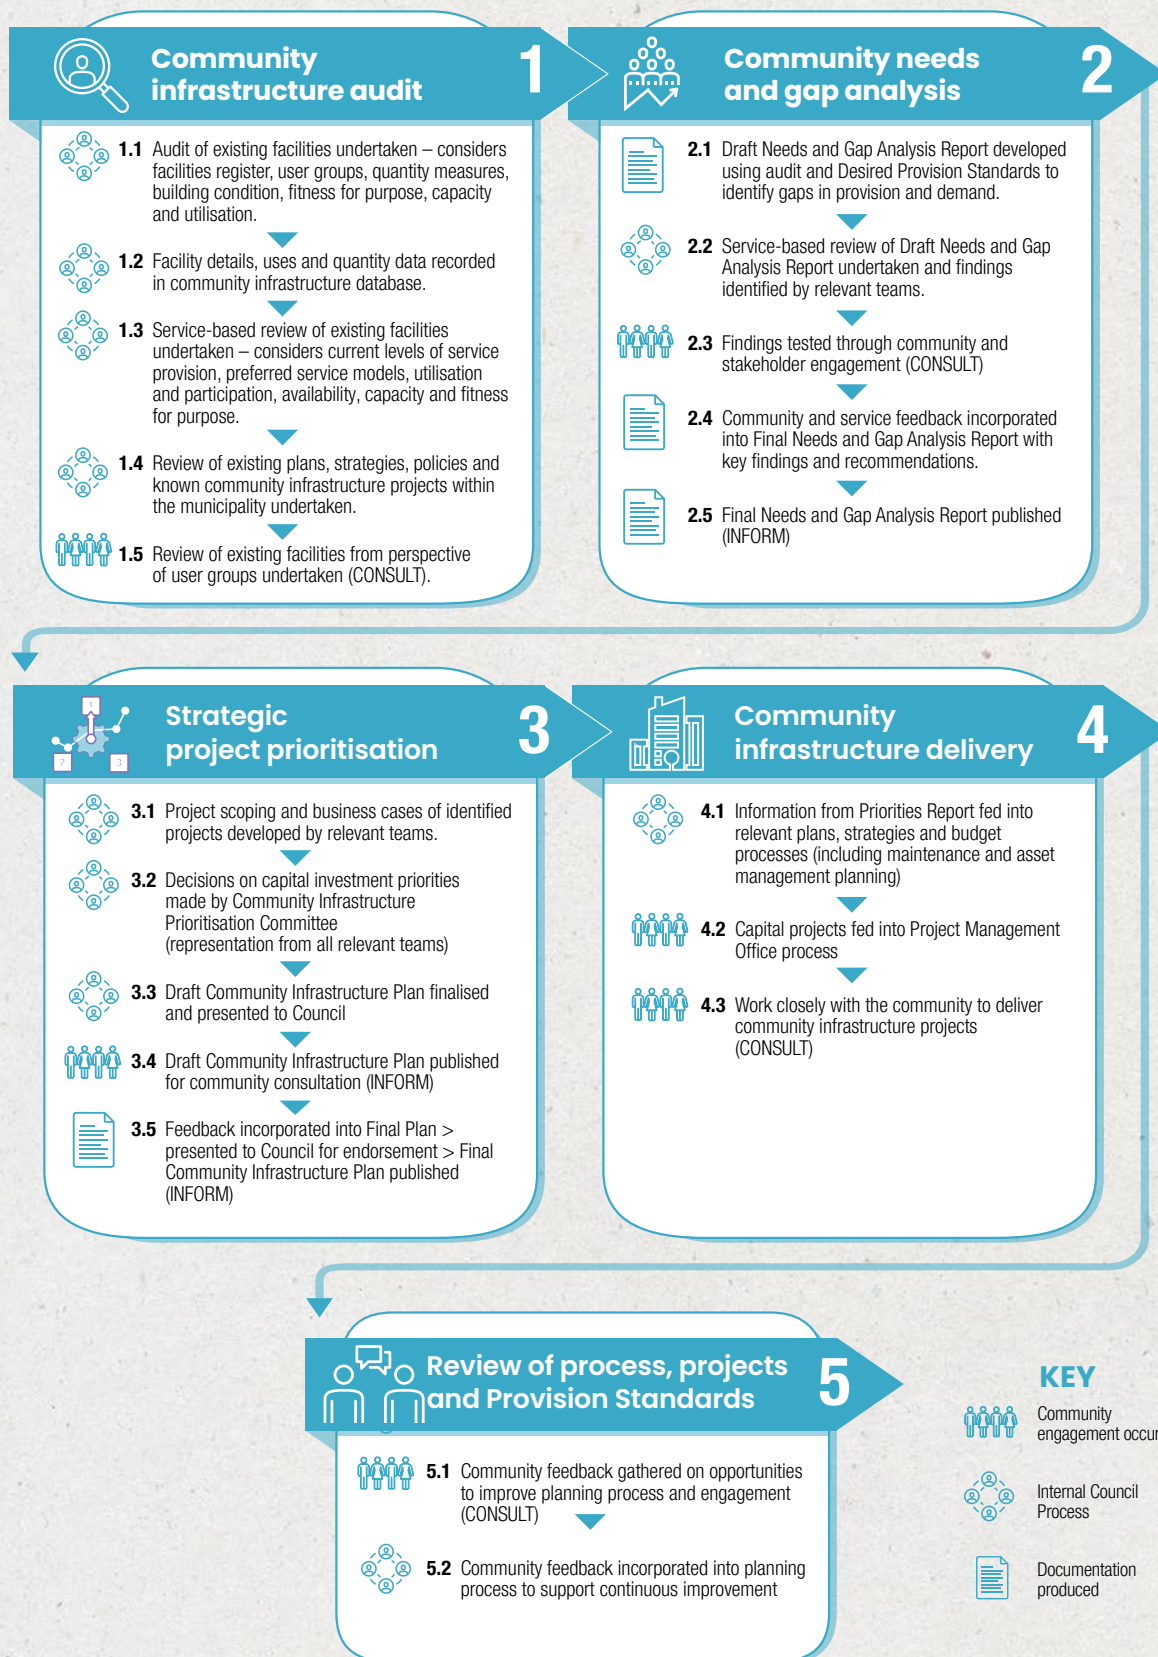 Community
infrastructure audit
1
1.1 Audit of existing facilities undertaken – considers
facilities register, user groups, quantity measures,
building condition, fitness for purpose, capacity
and utilisation.
1.2 Facility details, uses and quantity data recorded
in community infrastructure database.
1.3 Service-based review of existing facilities
undertaken – considers current levels of service
provision, preferred service models, utilisation
and participation, availability, capacity and fitness
for purpose.
1.4 Review of existing plans, strategies, policies and
known community infrastructure projects within
the municipality undertaken.
1.5 Review of existing facilities from perspective
of user groups undertaken (CONSULT).
Community needs
and gap analysis
2
2.1 Draft Needs and Gap Analysis Report developed
using audit and Desired Provision Standards to
identify gaps in provision and demand.
2.2 Service-based review of Draft Needs and Gap
Analysis Report undertaken and findings
identified by relevant teams.
2.3 Findings tested through community and
stakeholder engagement (CONSULT)
2.4 Community and service feedback incorporated
into Final Needs and Gap Analysis Report with
key findings and recommendations.
2.5 Final Needs and Gap Analysis Report published
(INFORM)
1
2
3
Strategic
project prioritisation
3
3.1 Project scoping and business cases of identified
projects developed by relevant teams.
3.2 Decisions on capital investment priorities
made by Community Infrastructure
Prioritisation Committee
(representation from all relevant teams)
3.3 Draft Community Infrastructure Plan finalised
and presented to Council
3.4 Draft Community Infrastructure Plan published
for community consultation (INFORM)
3.5 Feedback incorporated into Final Plan >
presented to Council for endorsement > Final
Community Infrastructure Plan published
(INFORM)
Community
infrastructure delivery
4
4.1 Information from Priorities Report fed into
relevant plans, strategies and budget
processes (including maintenance and asset
management planning)
4.2 Capital projects fed into Project Management
Office process
4.3 Work closely with the community to deliver
community infrastructure projects
(CONSULT)
Review of process, projects
and Provision Standards
5
5.1 Community feedback gathered on opportunities
to improve planning process and engagement
(CONSULT)
5.2 Community feedback incorporated into planning
process to support continuous improvement
KEY
Community
engagement occur
Internal Council
Process
Documentation
produced